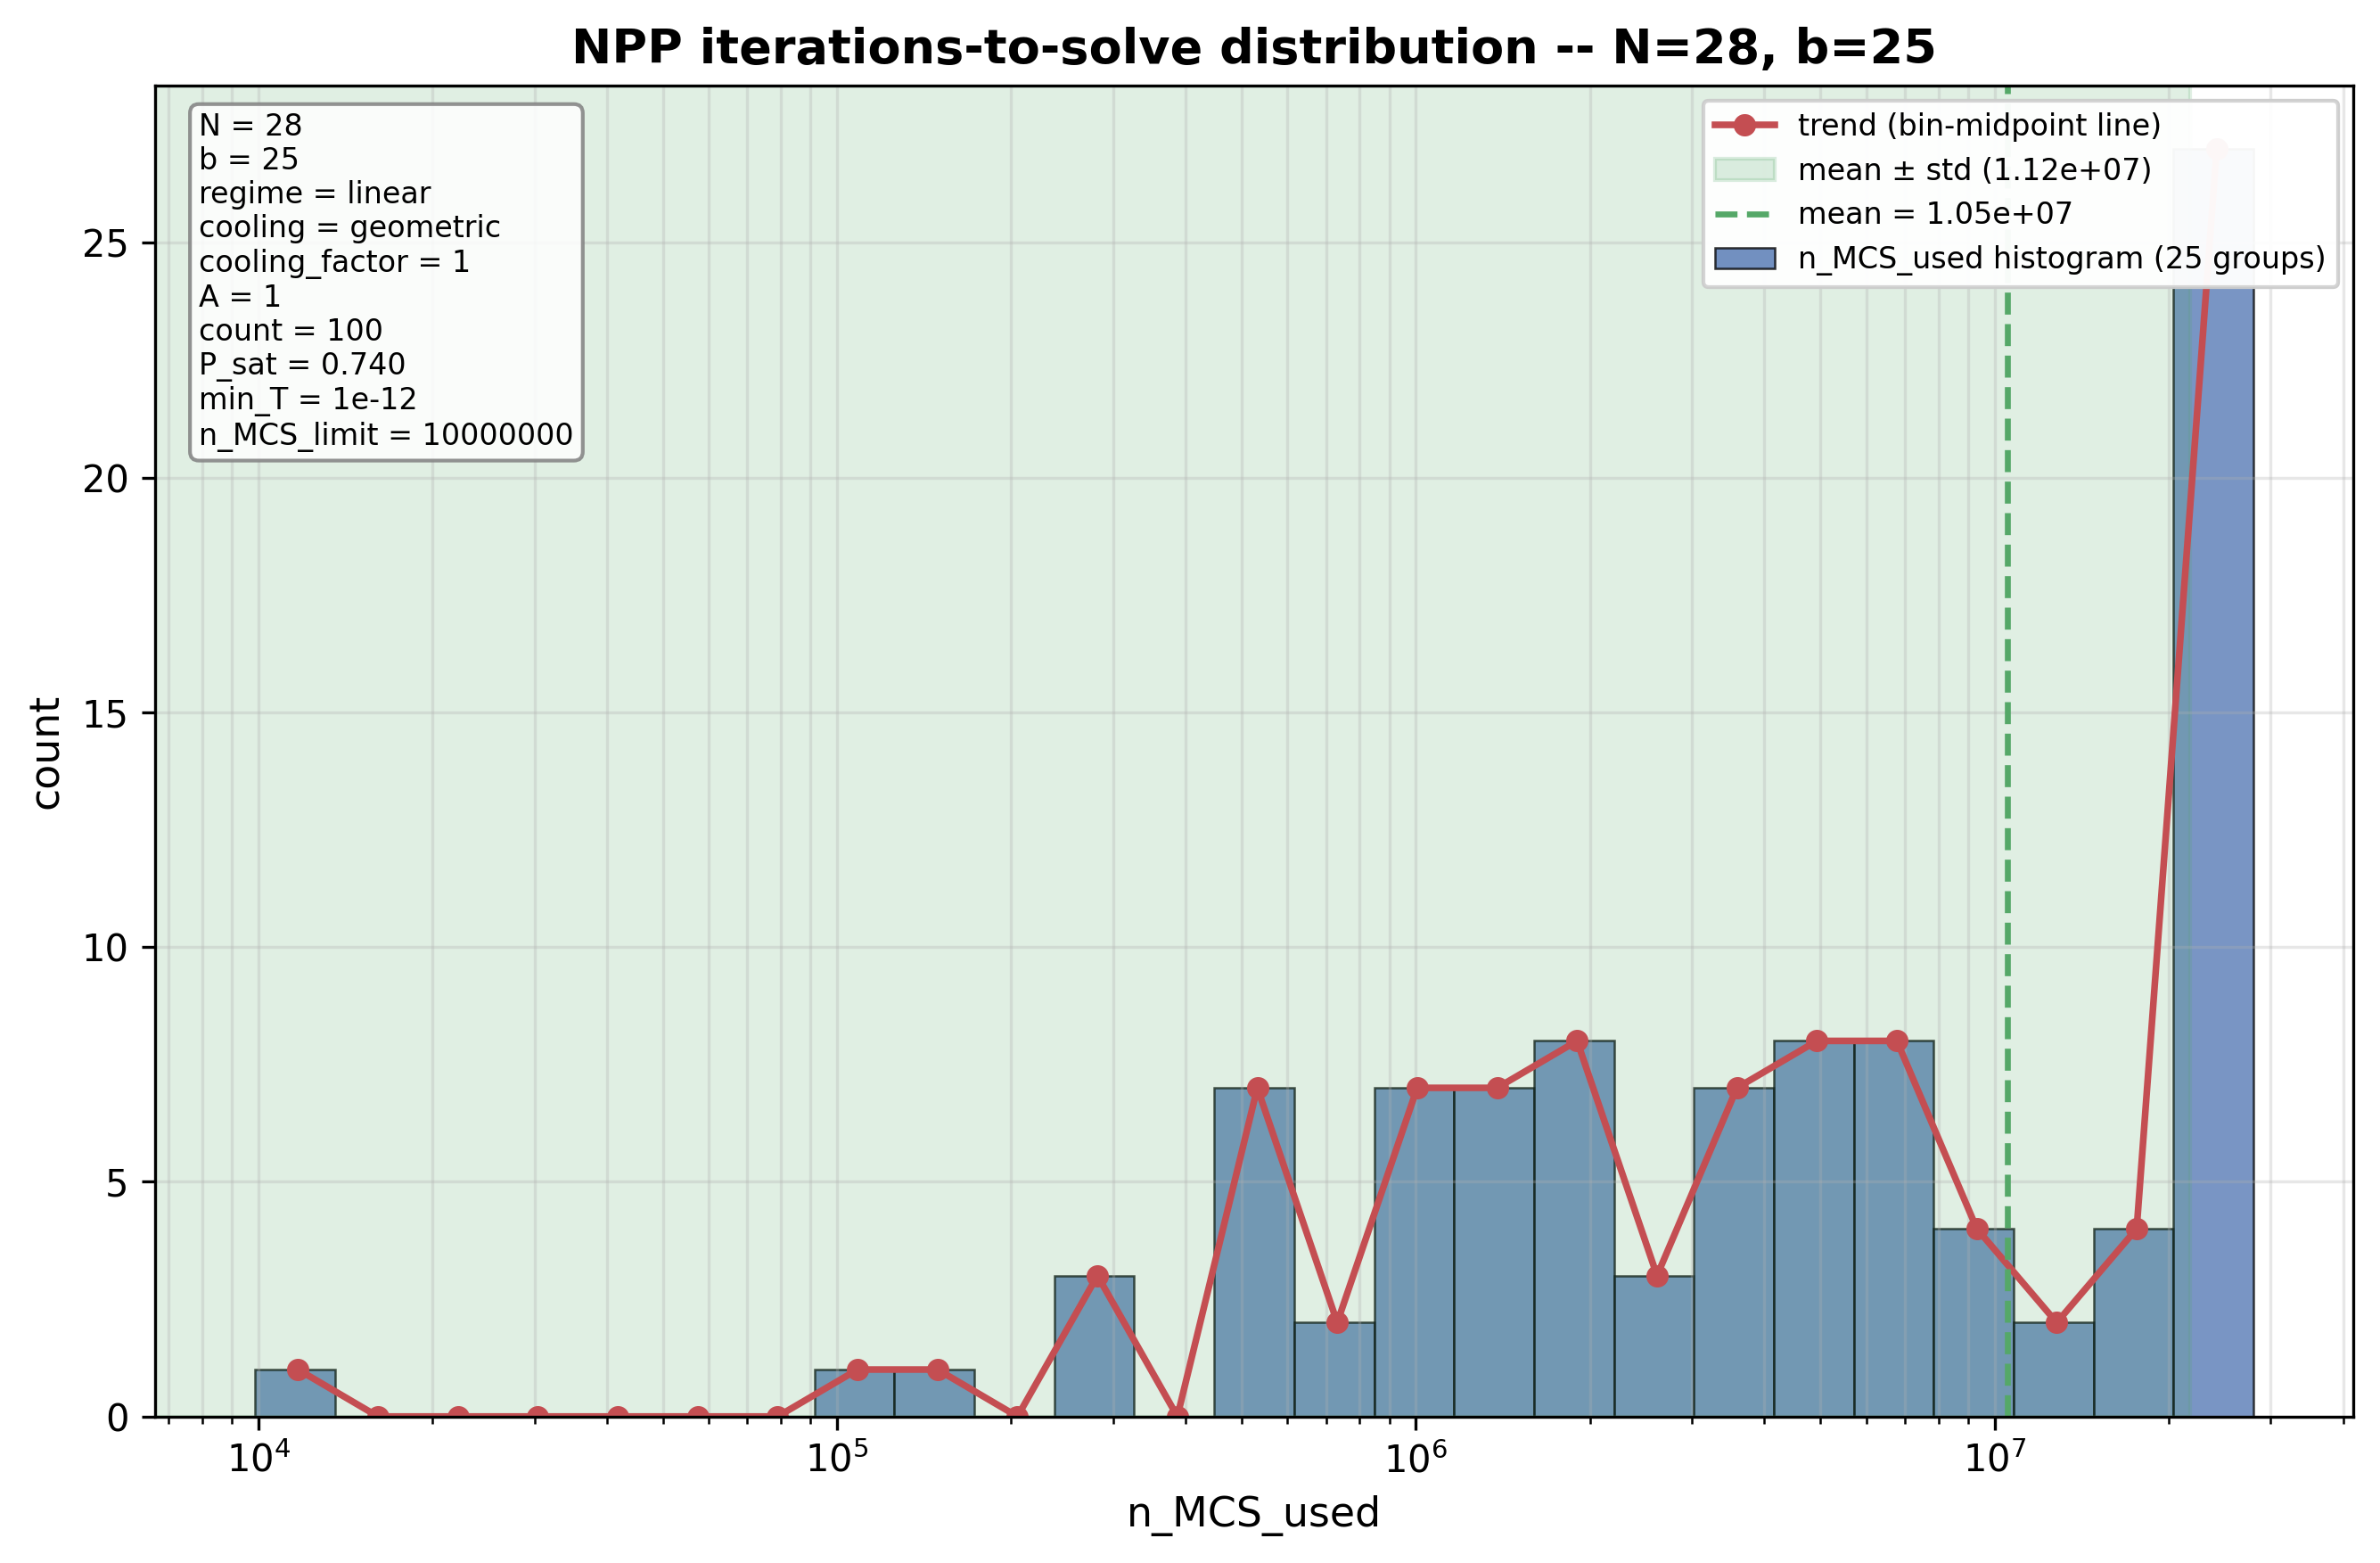 NPP iterations-to-solve distribution -- N=28, b=25
N = 28
b = 25
regime = linear
cooling = geometric
cooling_factor = 1
A = 1
count = 100
P_sat = 0.740
min_T = 1e-12
n_MCS_limit = 10000000
trend (bin-midpoint line)
mean ± std (1.12e+07)
mean = 1.05e+07
n_MCS_used histogram (25 groups)
count
25
20
15
10
5
0
10⁴ 10⁵ 10⁶ 10⁷
n_MCS_used